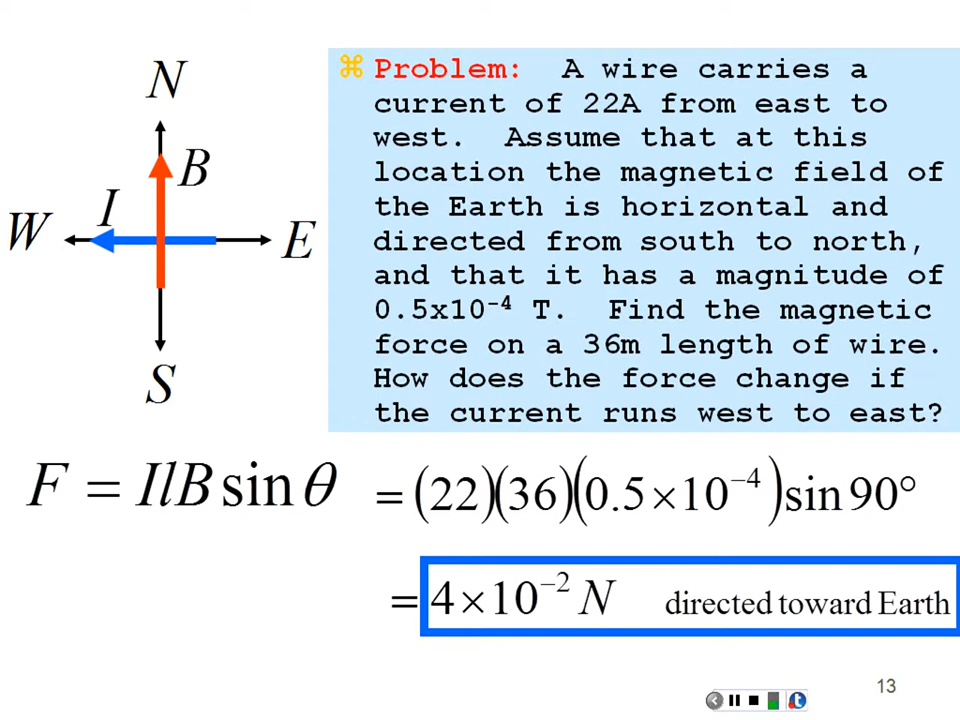 N
B
I
W
E
S
⌘ Problem: A wire carries a
current of 22A from east to
west. Assume that at this
location the magnetic field of
the Earth is horizontal and
directed from south to north,
and that it has a magnitude of
0.5x10⁻⁴ T. Find the magnetic
force on a 36m length of wire.
How does the force change if
the current runs west to east?
F = IlB sin θ = (22)(36)(0.5×10⁻⁴) sin 90°
= 4×10⁻² N directed toward Earth
13